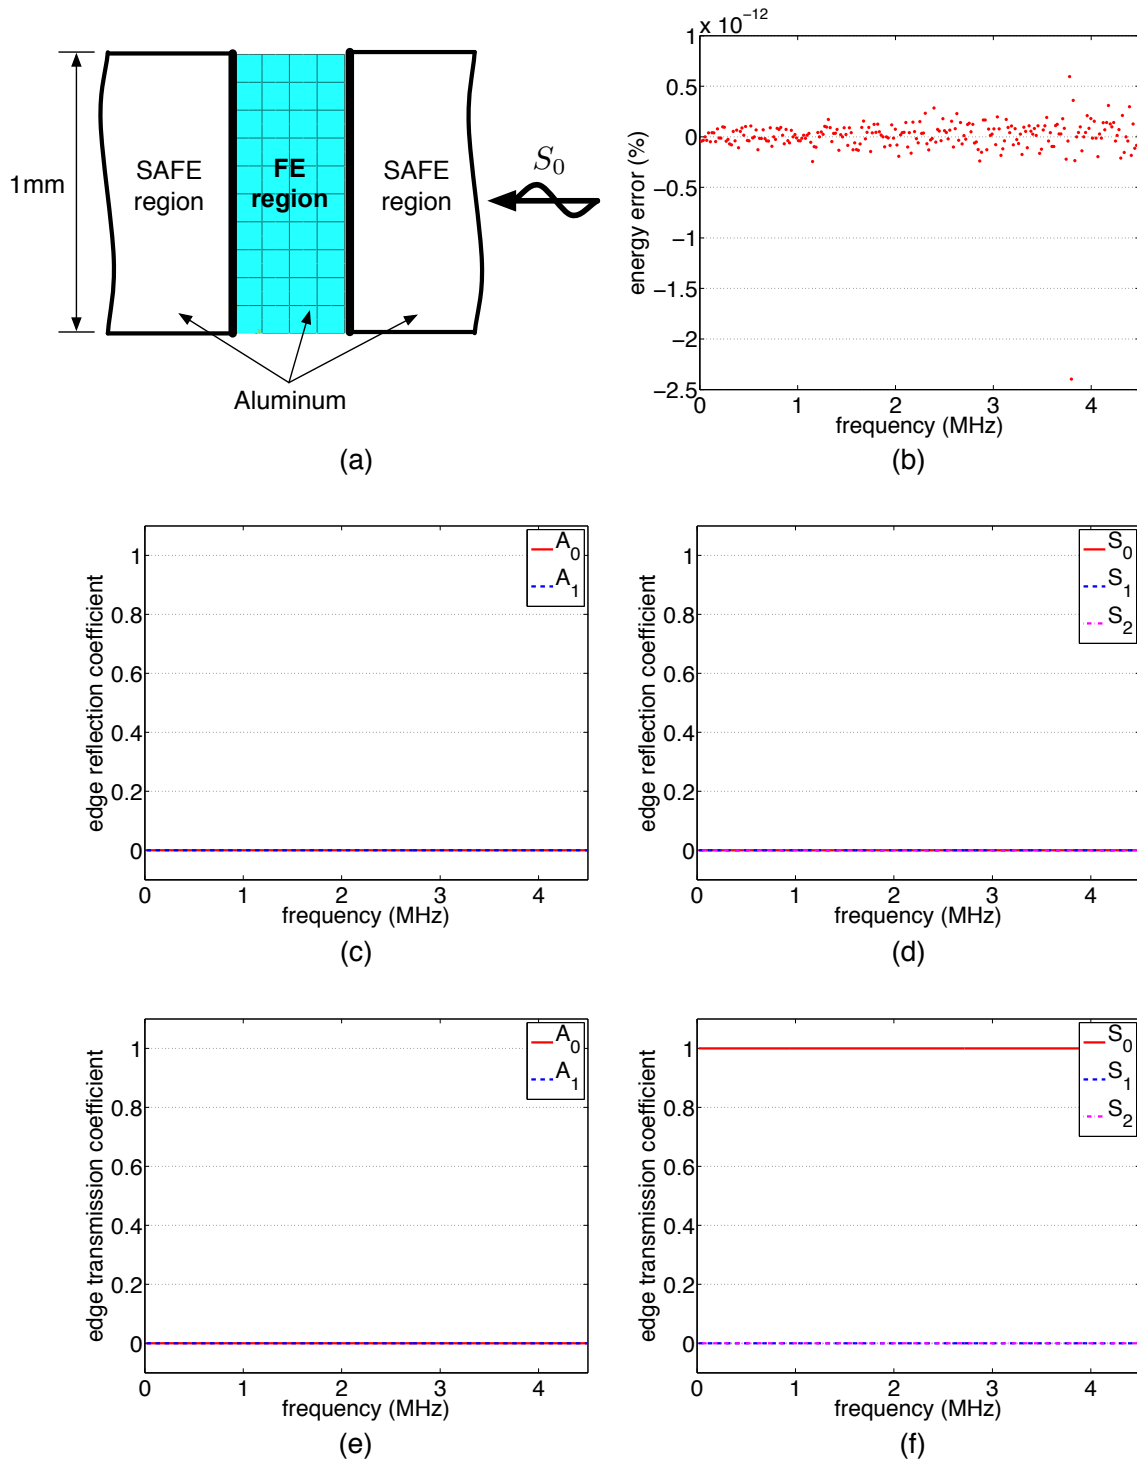 1mm
SAFE
region
FE
region
SAFE
region
S₀
Aluminum
(a)
x 10⁻¹²
1
0.5
0
−0.5
−1
−1.5
−2
−2.5
energy error (%)
0 1 2 3 4
frequency (MHz)
(b)
edge reflection coefficient
1
0.8
0.6
0.4
0.2
0
0 1 2 3 4
frequency (MHz)
A₀
A₁
(c)
edge reflection coefficient
1
0.8
0.6
0.4
0.2
0
0 1 2 3 4
frequency (MHz)
S₀
S₁
S₂
(d)
edge transmission coefficient
1
0.8
0.6
0.4
0.2
0
0 1 2 3 4
frequency (MHz)
A₀
A₁
(e)
edge transmission coefficient
1
0.8
0.6
0.4
0.2
0
0 1 2 3 4
frequency (MHz)
S₀
S₁
S₂
(f)